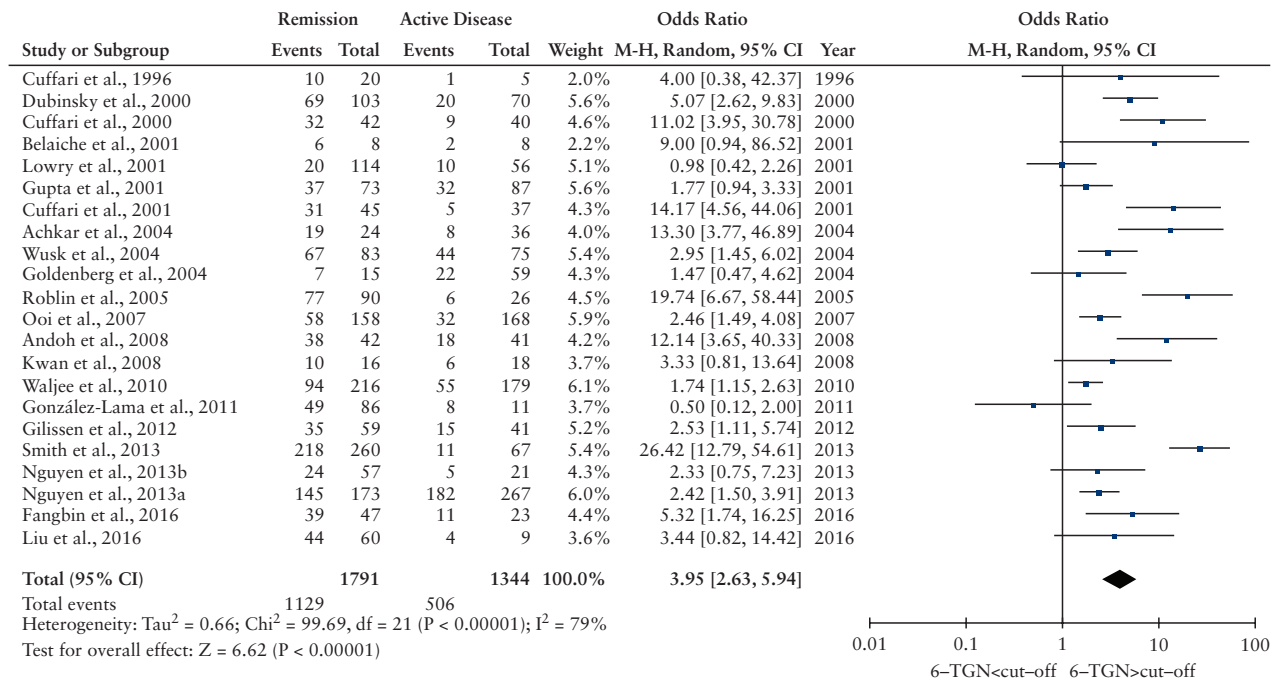 Remission Active Disease Odds Ratio Odds Ratio
Study or Subgroup Events Total Events Total Weight M-H, Random, 95% CI Year M-H, Random, 95% CI
Cuffari et al., 1996 10 20 1 5 2.0% 4.00 [0.38, 42.37] 1996
Dubinsky et al., 2000 69 103 20 70 5.6% 5.07 [2.62, 9.83] 2000
Cuffari et al., 2000 32 42 9 40 4.6% 11.02 [3.95, 30.78] 2000
Belaiche et al., 2001 6 8 2 8 2.2% 9.00 [0.94, 86.52] 2001
Lowry et al., 2001 20 114 10 56 5.1% 0.98 [0.42, 2.26] 2001
Gupta et al., 2001 37 73 32 87 5.6% 1.77 [0.94, 3.33] 2001
Cuffari et al., 2001 31 45 5 37 4.3% 14.17 [4.56, 44.06] 2001
Achkar et al., 2004 19 24 8 36 4.0% 13.30 [3.77, 46.89] 2004
Wusk et al., 2004 67 83 44 75 5.4% 2.95 [1.45, 6.02] 2004
Goldenberg et al., 2004 7 15 22 59 4.3% 1.47 [0.47, 4.62] 2004
Roblin et al., 2005 77 90 6 26 4.5% 19.74 [6.67, 58.44] 2005
Ooi et al., 2007 58 158 32 168 5.9% 2.46 [1.49, 4.08] 2007
Andoh et al., 2008 38 42 18 41 4.2% 12.14 [3.65, 40.33] 2008
Kwan et al., 2008 10 16 6 18 3.7% 3.33 [0.81, 13.64] 2008
Waljee et al., 2010 94 216 55 179 6.1% 1.74 [1.15, 2.63] 2010
González-Lama et al., 2011 49 86 8 11 3.7% 0.50 [0.12, 2.00] 2011
Gilissen et al., 2012 35 59 15 41 5.2% 2.53 [1.11, 5.74] 2012
Smith et al., 2013 218 260 11 67 5.4% 26.42 [12.79, 54.61] 2013
Nguyen et al., 2013b 24 57 5 21 4.3% 2.33 [0.75, 7.23] 2013
Nguyen et al., 2013a 145 173 182 267 6.0% 2.42 [1.50, 3.91] 2013
Fangbin et al., 2016 39 47 11 23 4.4% 5.32 [1.74, 16.25] 2016
Liu et al., 2016 44 60 4 9 3.6% 3.44 [0.82, 14.42] 2016
Total (95% CI) 1791 1344 100.0% 3.95 [2.63, 5.94]
Total events 1129 506
Heterogeneity: Tau² = 0.66; Chi² = 99.69, df = 21 (P < 0.00001); I² = 79%
Test for overall effect: Z = 6.62 (P < 0.00001)
0.01 0.1 1 10 100
6–TGN<cut–off 6–TGN>cut–off